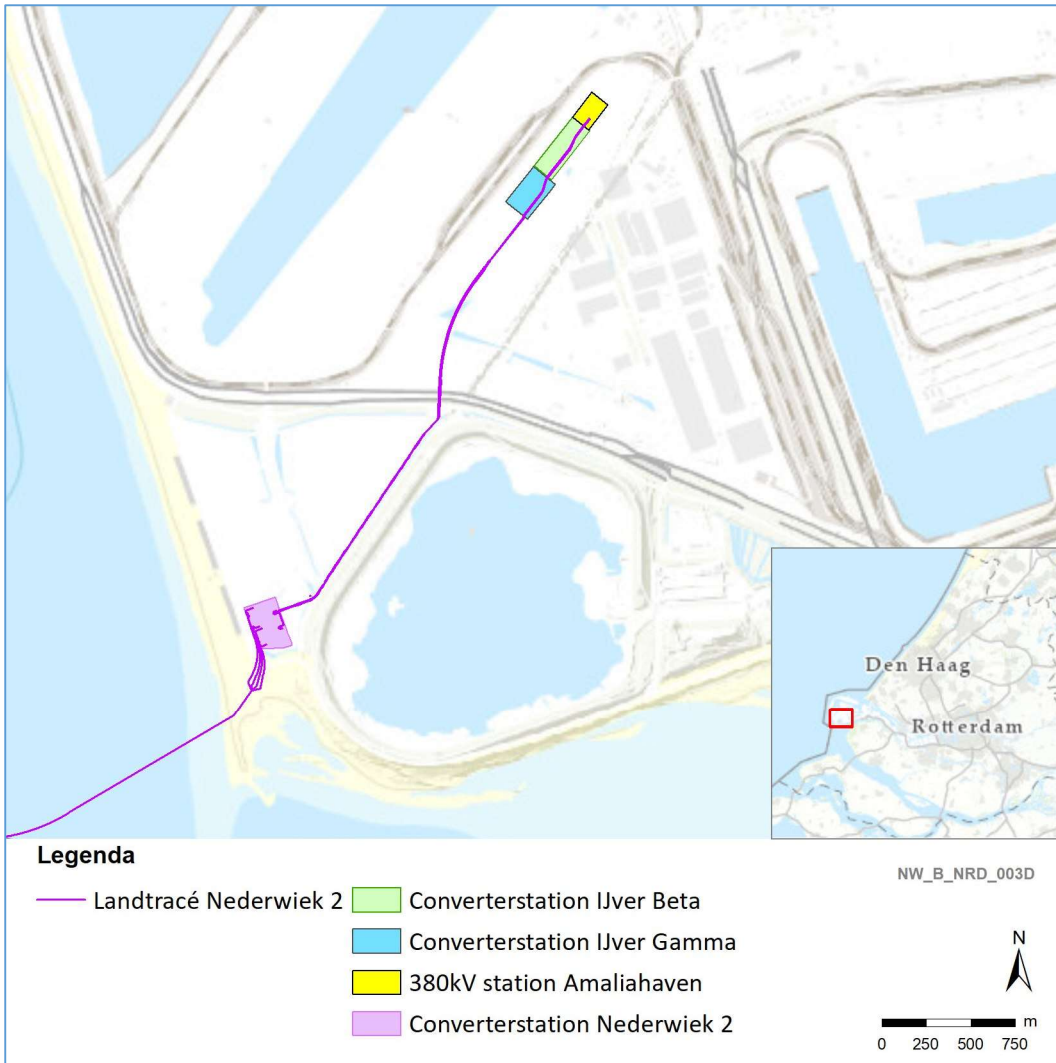 Den Haag
Rotterdam
Legenda
NW_B_NRD_003D
Landtracé Nederwiek 2
Converterstation IJver Beta
Converterstation IJver Gamma
380kV station Amaliahaven
Converterstation Nederwiek 2
N
m
0 250 500 750